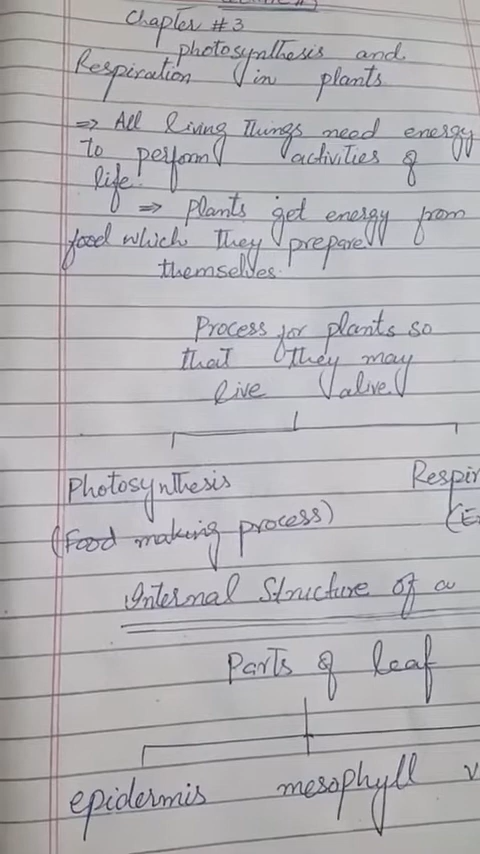 Chapter #3
photosynthesis and
Respiration in plants
⇒ All living things need energy
to perform activities of
life.
⇒ plants get energy from
food which they prepare
themselves.
Process for plants so
that they may
live alive
Photosynthesis Respir
(Food making process) (E
Internal Structure of a
Parts of leaf
epidermis mesophyll v